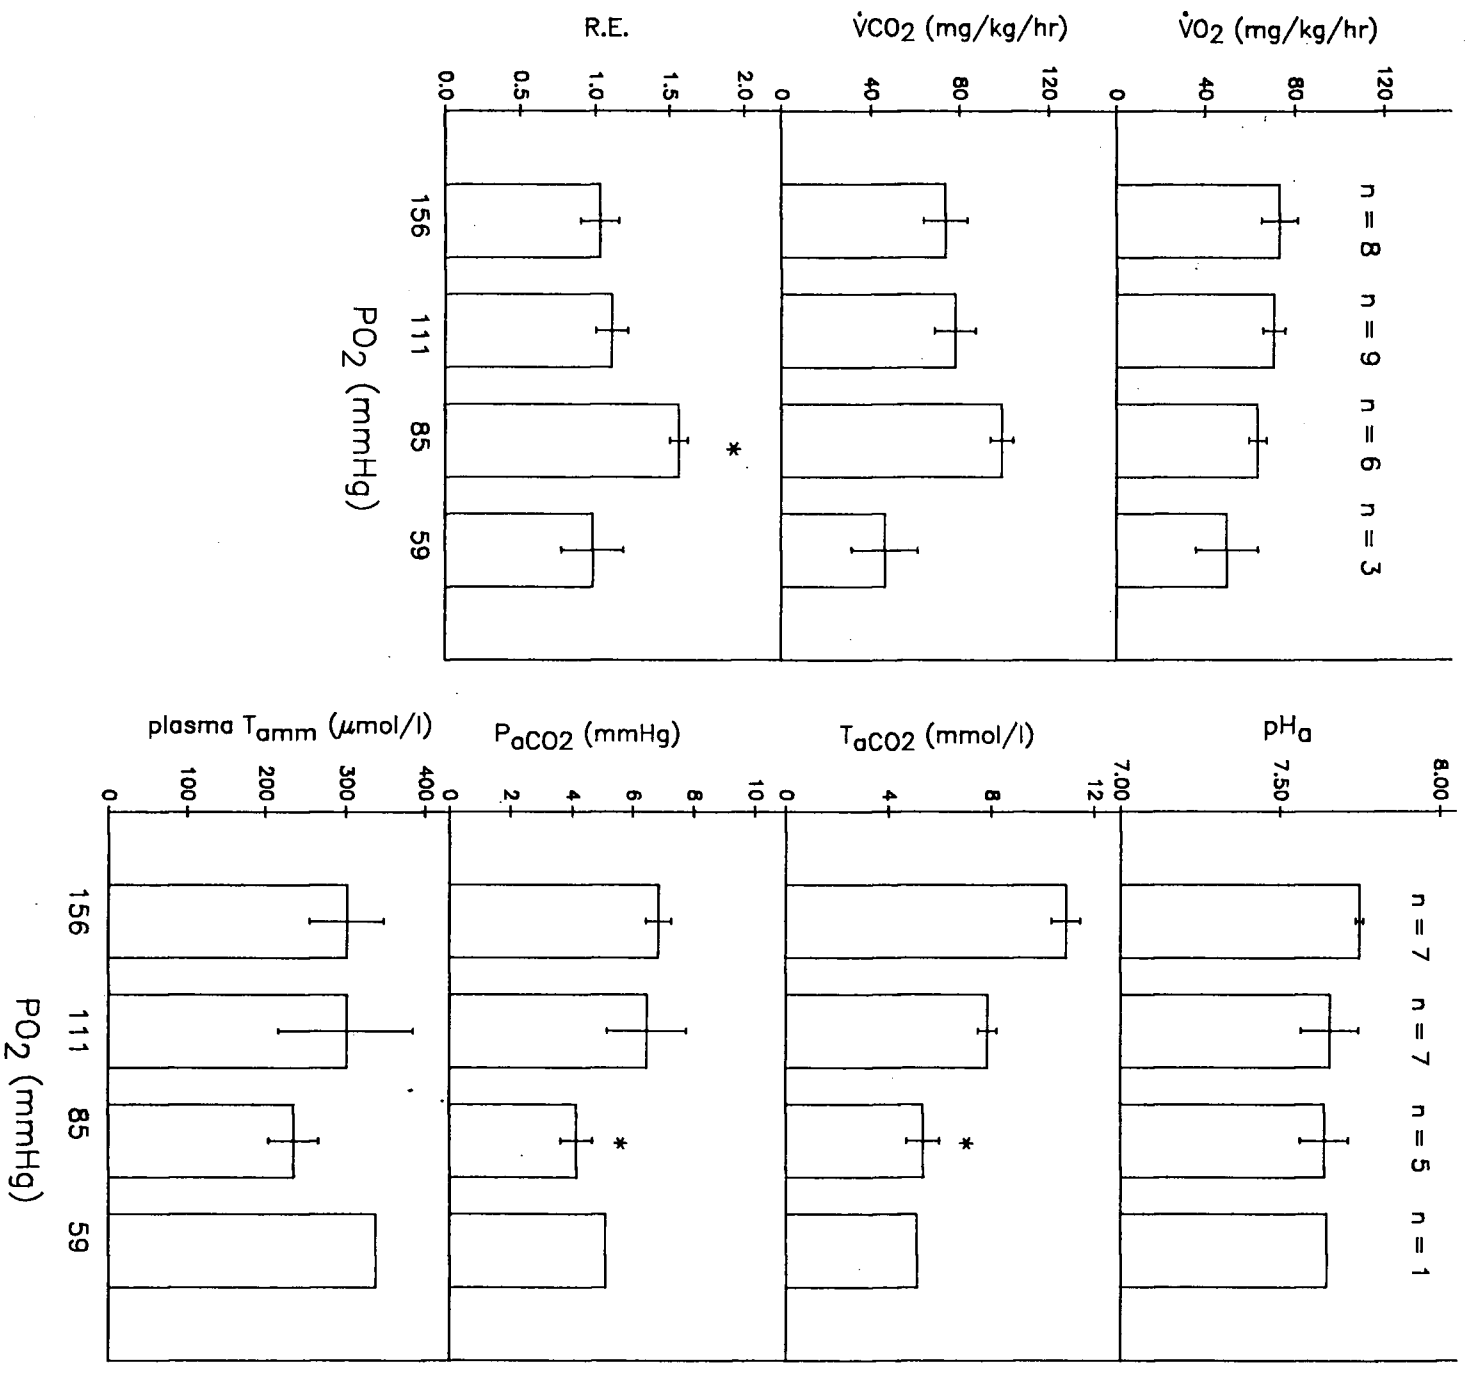 n = 8 n = 9 n = 6 n = 3
V̇O2 (mg/kg/hr)
120
80
40
0
V̇CO2 (mg/kg/hr)
120
80
40
0
R.E.
2.0
1.5
1.0
0.5
0.0
*
156 111 85 59
PO2 (mmHg)
n = 7 n = 7 n = 5 n = 1
pHa
8.00
7.50
7.00
TaCO2 (mmol/l)
12
8
4
0
*
PaCO2 (mmHg)
10
8
6
4
2
0
*
plasma Tamm (μmol/l)
400
300
200
100
0
156 111 85 59
PO2 (mmHg)